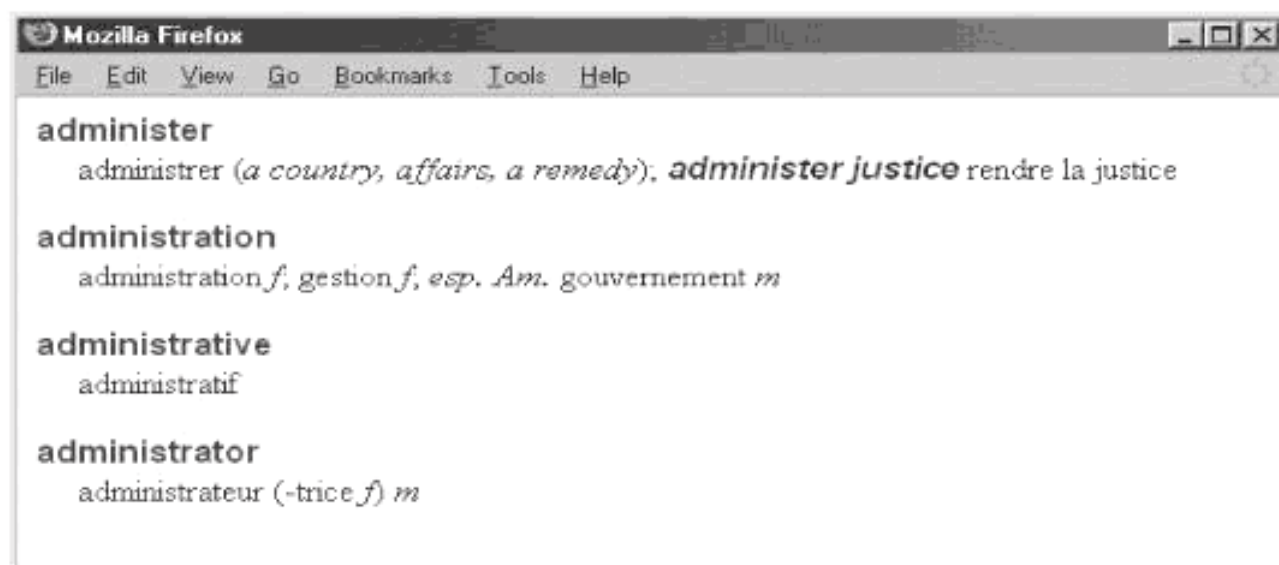 Mozilla Firefox
File Edit View Go Bookmarks Tools Help
administer
administrer (a country, affairs, a remedy); administer justice rendre la justice
administration
administration f, gestion f, esp. Am. gouvernement m
administrative
administratif
administrator
administrateur (-trice f) m